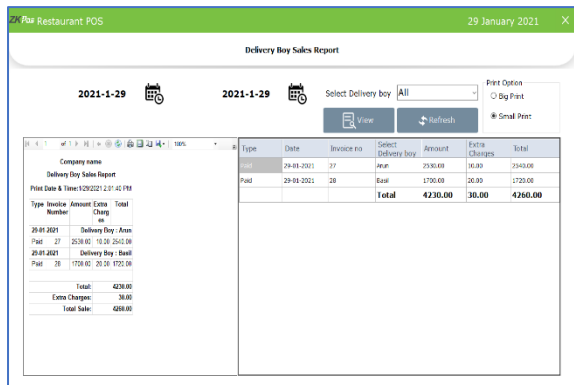 ZKPos Restaurant POS 29 January 2021 X
Delivery Boy Sales Report
2021-1-29 2021-1-29 Select Delivery boy All
Print Option
Big Print
Small Print
View Refresh
1 of 1 100%
Company name
Delivery Boy Sales Report
Print Date & Time:1/29/2021 2:01:40 PM
Type Invoice Number Amount Extra Charges Total
29-01-2021 Delivery Boy : Arun
Paid 27 2530.00 10.00 2540.00
29-01-2021 Delivery Boy : Basil
Paid 28 1700.00 20.00 1720.00
Total: 4230.00
Extra Charges: 30.00
Total Sale: 4260.00
Type Date Invoice no Select Delivery boy Amount Extra Charges Total
Paid 29-01-2021 27 Arun 2530.00 10.00 2540.00
Paid 29-01-2021 28 Basil 1700.00 20.00 1720.00
Total 4230.00 30.00 4260.00